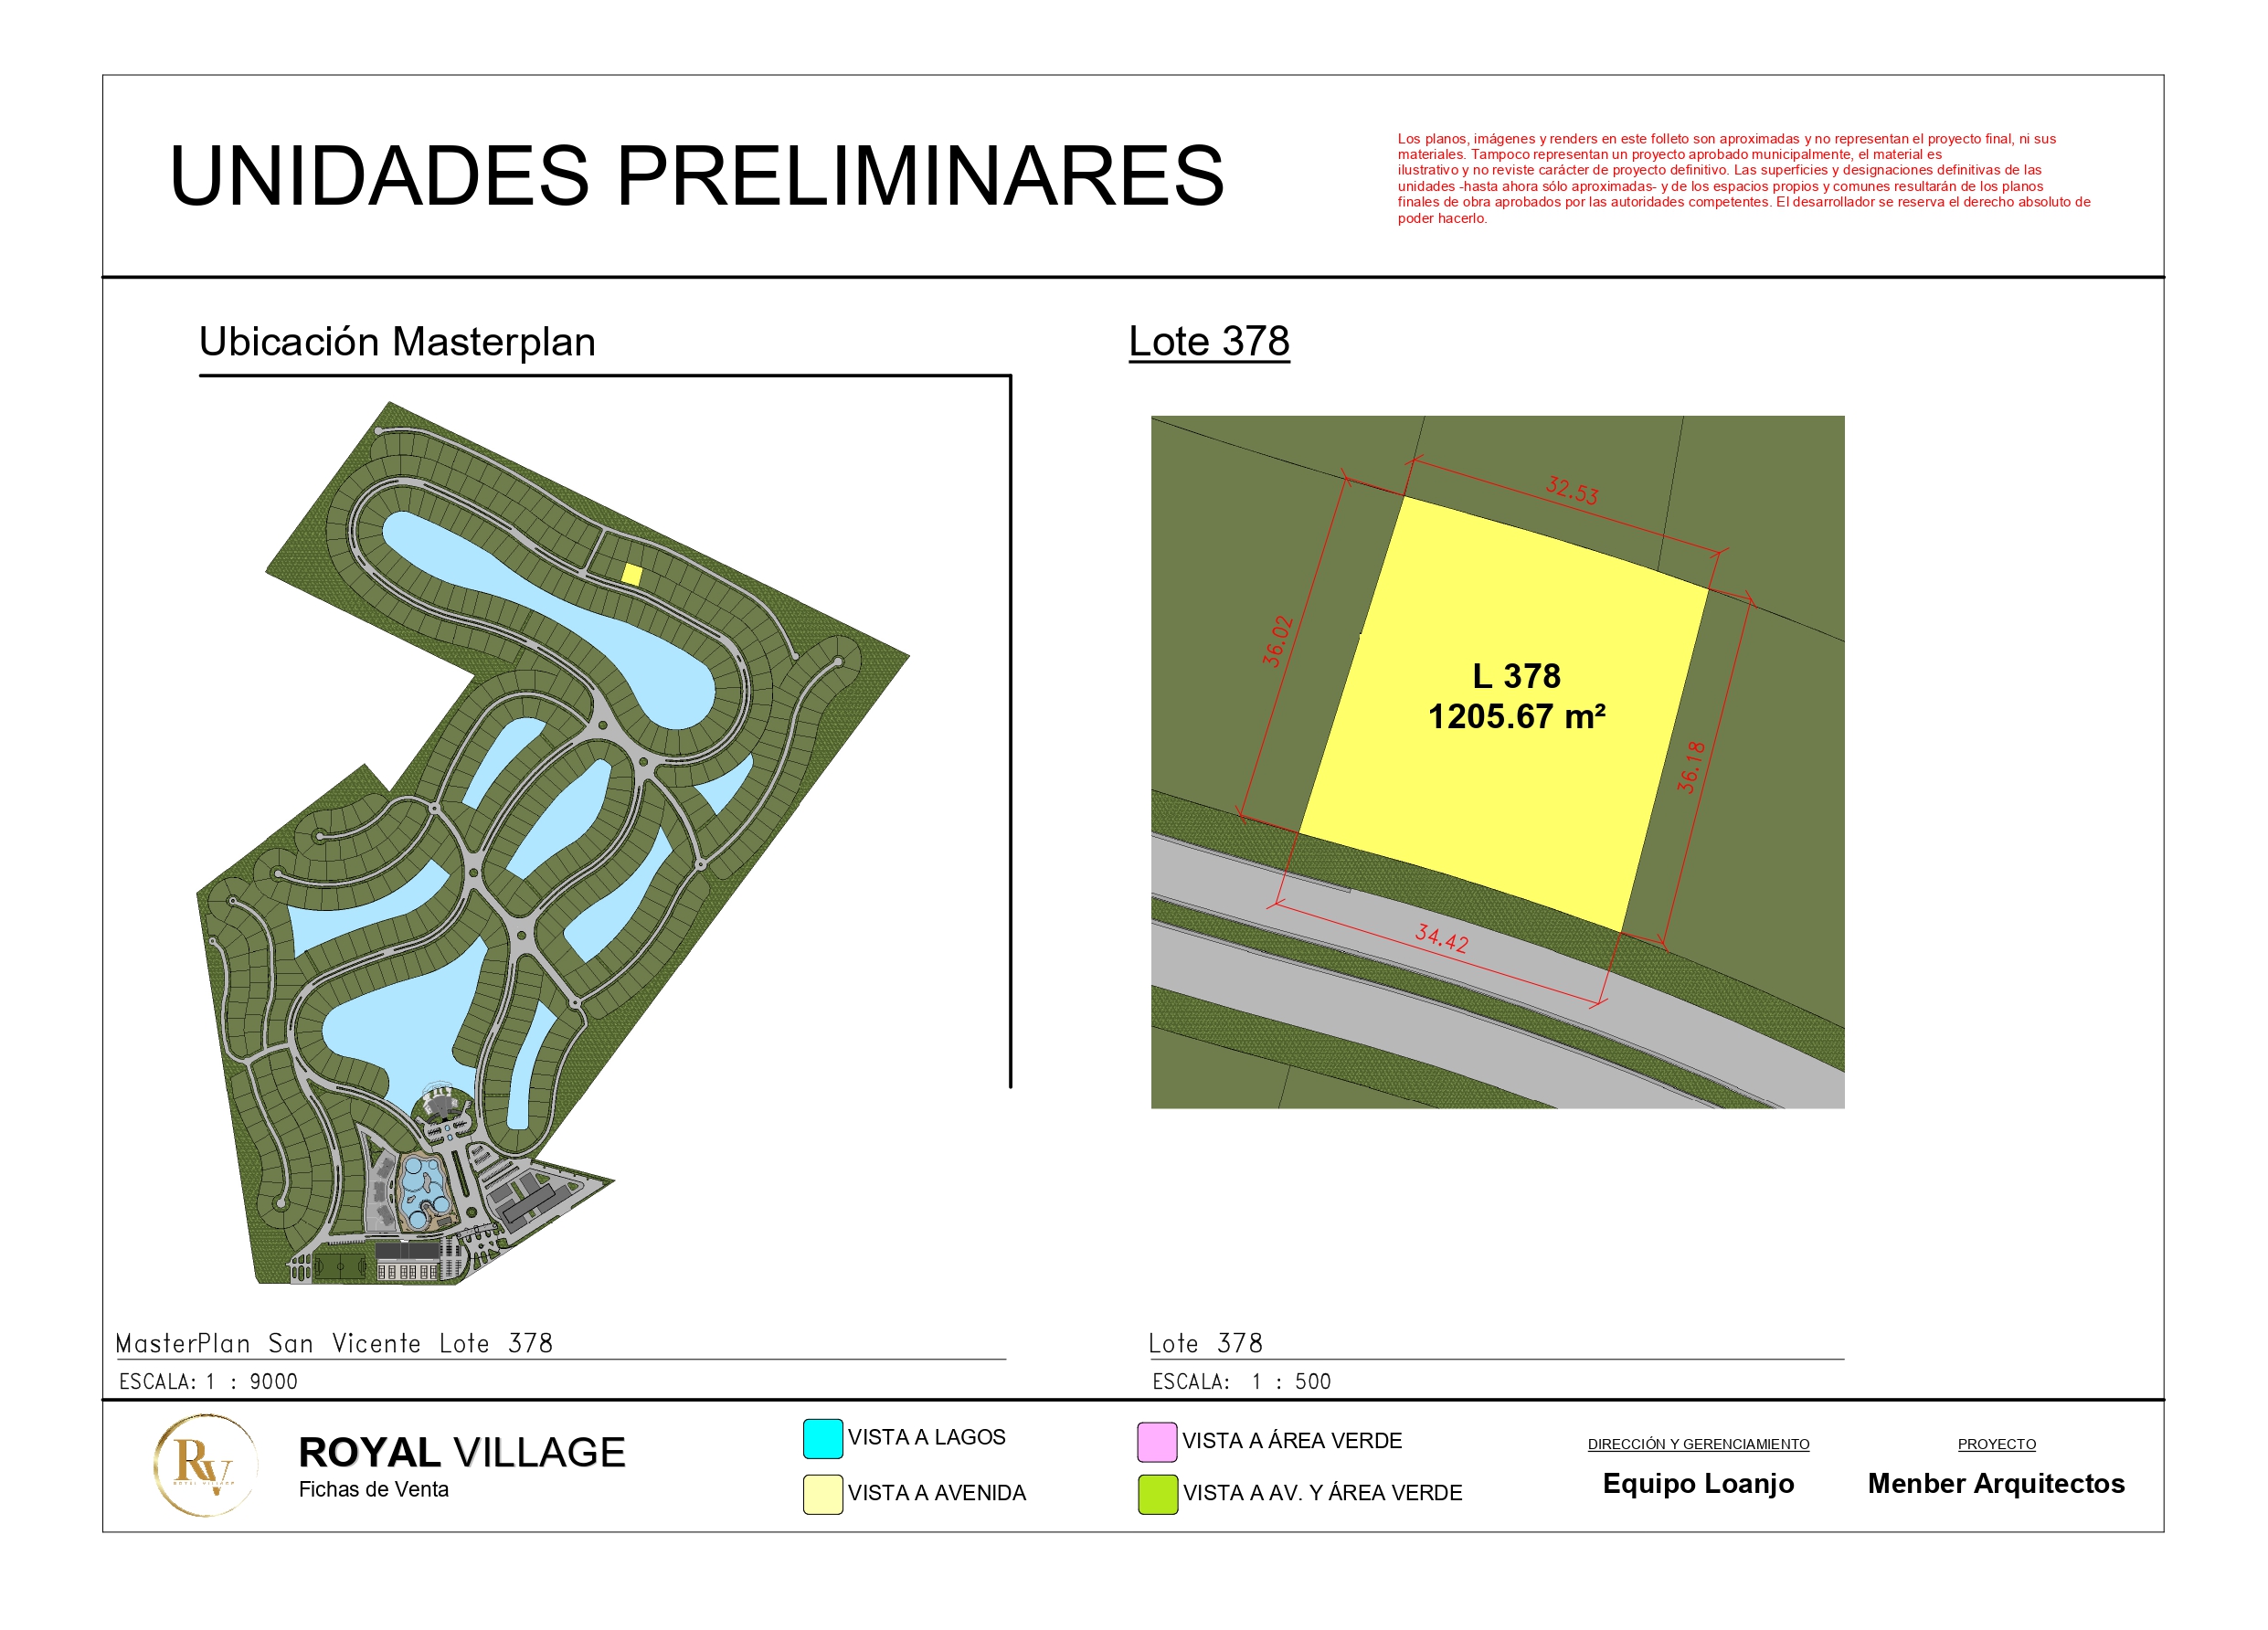 UNIDADES PRELIMINARES
Los planos, imágenes y renders en este folleto son aproximadas y no representan el proyecto final, ni sus
materiales. Tampoco representan un proyecto aprobado municipalmente, el material es
ilustrativo y no reviste carácter de proyecto definitivo. Las superficies y designaciones definitivas de las
unidades -hasta ahora sólo aproximadas- y de los espacios propios y comunes resultarán de los planos
finales de obra aprobados por las autoridades competentes. El desarrollador se reserva el derecho absoluto de
poder hacerlo.
Ubicación Masterplan
Lote 378
32.53
36.02
L 378
1205.67 m²
36.18
34.42
MasterPlan San Vicente Lote 378
ESCALA: 1 : 9000
Lote 378
ESCALA: 1 : 500
RV
ROYAL VILLAGE
ROYAL VILLAGE
Fichas de Venta
VISTA A LAGOS
VISTA A AVENIDA
VISTA A ÁREA VERDE
VISTA A AV. Y ÁREA VERDE
DIRECCIÓN Y GERENCIAMIENTO
Equipo Loanjo
PROYECTO
Menber Arquitectos